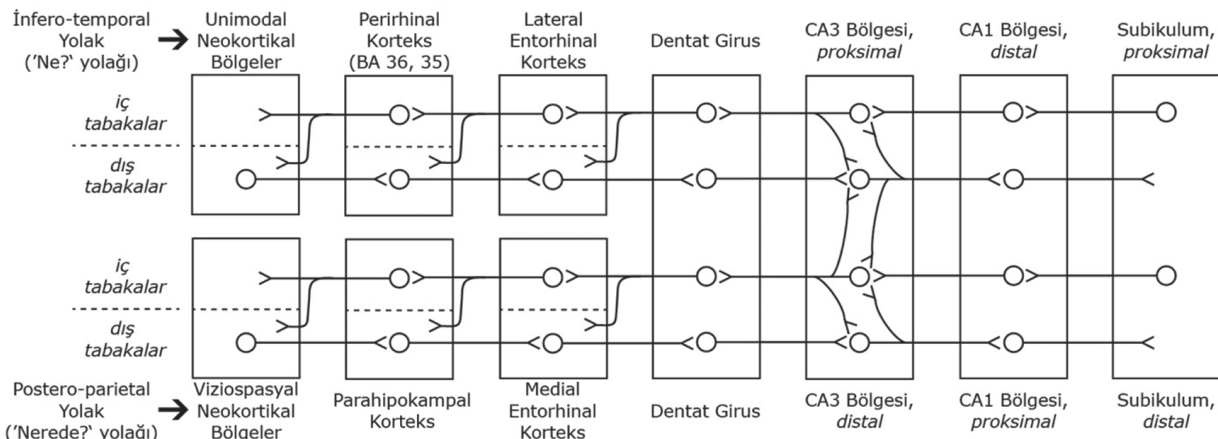 İnfero-temporal
Yolak
('Ne?' yolağı)
Unimodal
Neokortikal
Bölgeler
Perirhinal
Korteks
(BA 36, 35)
Lateral
Entorhinal
Korteks
Dentat Girus
CA3 Bölgesi,
proksimal
CA1 Bölgesi,
distal
Subikulum,
proksimal
iç
tabakalar
dış
tabakalar
iç
tabakalar
dış
tabakalar
Postero-parietal
Yolak
('Nerede?' yolağı)
Viziospasyal
Neokortikal
Bölgeler
Parahipokampal
Korteks
Medial
Entorhinal
Korteks
Dentat Girus
CA3 Bölgesi,
distal
CA1 Bölgesi,
proksimal
Subikulum,
distal